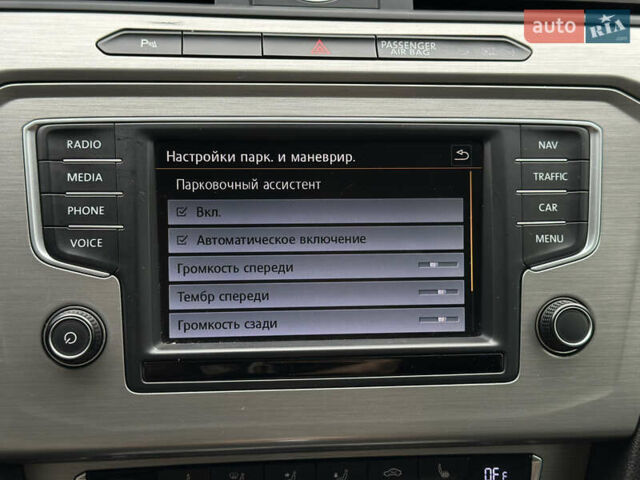 auto RIA
.com
PASSENGER
AIR BAG
RADIO
MEDIA
PHONE
VOICE
Настройки парк. и маневрир.
Парковочный ассистент
Вкл.
Автоматическое включение
Громкость спереди
Тембр спереди
Громкость сзади
NAV
TRAFFIC
CAR
MENU